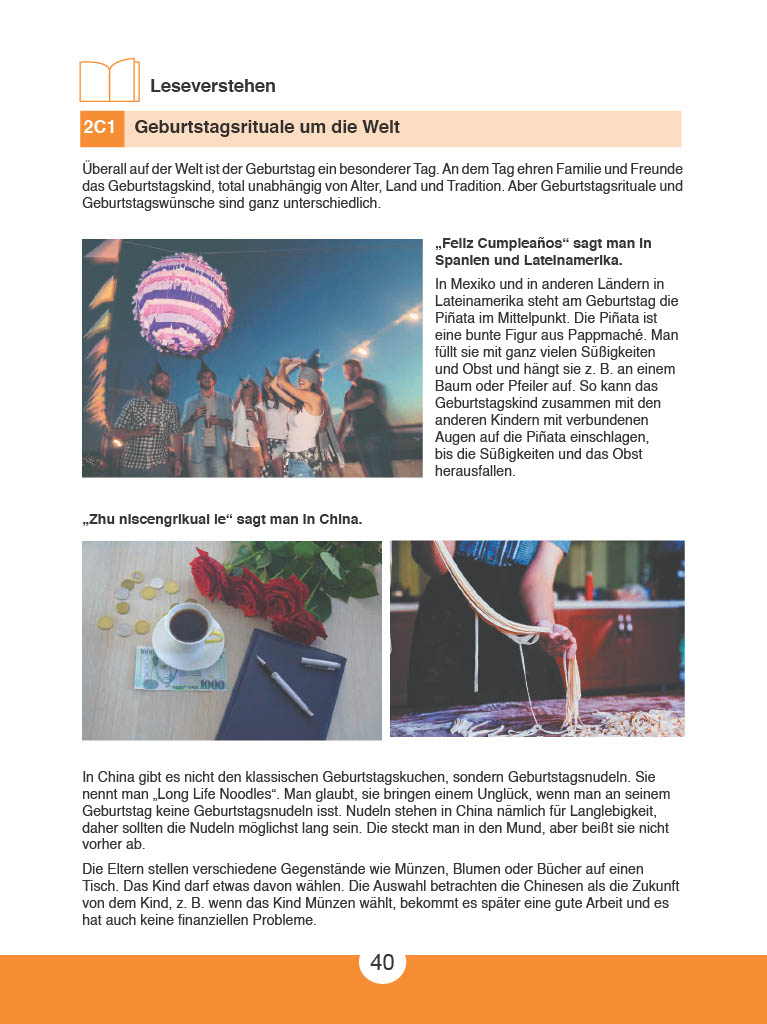 Leseverstehen
2C1 Geburtstagsrituale um die Welt
Überall auf der Welt ist der Geburtstag ein besonderer Tag. An dem Tag ehren Familie und Freunde
das Geburtstagskind, total unabhängig von Alter, Land und Tradition. Aber Geburtstagsrituale und
Geburtstagswünsche sind ganz unterschiedlich.
„Feliz Cumpleaños“ sagt man in
Spanien und Lateinamerika.
In Mexiko und in anderen Ländern in
Lateinamerika steht am Geburtstag die
Piñata im Mittelpunkt. Die Piñata ist
eine bunte Figur aus Pappmaché. Man
füllt sie mit ganz vielen Süßigkeiten
und Obst und hängt sie z. B. an einem
Baum oder Pfeiler auf. So kann das
Geburtstagskind zusammen mit den
anderen Kindern mit verbundenen
Augen auf die Piñata einschlagen,
bis die Süßigkeiten und das Obst
herausfallen.
„Zhu niscengrikual le“ sagt man in China.
1000
In China gibt es nicht den klassischen Geburtstagskuchen, sondern Geburtstagsnudeln. Sie
nennt man „Long Life Noodles“. Man glaubt, sie bringen einem Unglück, wenn man an seinem
Geburtstag keine Geburtstagsnudeln isst. Nudeln stehen in China nämlich für Langlebigkeit,
daher sollten die Nudeln möglichst lang sein. Die steckt man in den Mund, aber beißt sie nicht
vorher ab.
Die Eltern stellen verschiedene Gegenstände wie Münzen, Blumen oder Bücher auf einen
Tisch. Das Kind darf etwas davon wählen. Die Auswahl betrachten die Chinesen als die Zukunft
von dem Kind, z. B. wenn das Kind Münzen wählt, bekommt es später eine gute Arbeit und es
hat auch keine finanziellen Probleme.
40